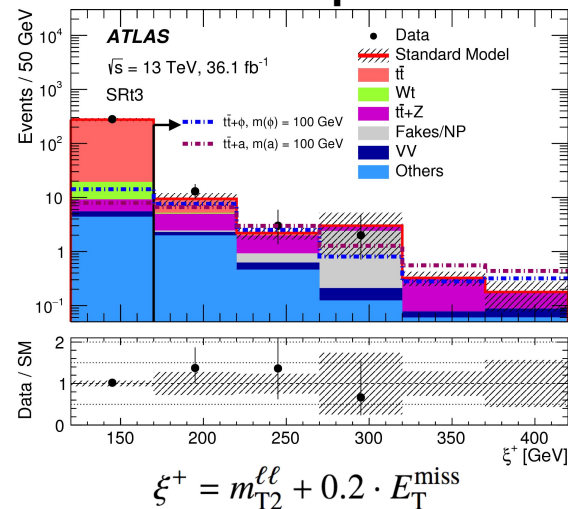 ATLAS
√s = 13 TeV, 36.1 fb⁻¹
SRt3
Data
Standard Model
tt̄
Wt
tt̄+Z
Fakes/NP
VV
Others
tt̄+ϕ, m(ϕ) = 100 GeV
tt̄+a, m(a) = 100 GeV
Events / 50 GeV
10⁴
10³
10²
10
1
10⁻¹
Data / SM
2
1
0
150 200 250 300 350 400
ξ⁺ [GeV]
ξ⁺ = m_T2^ℓℓ + 0.2 · E_T^miss